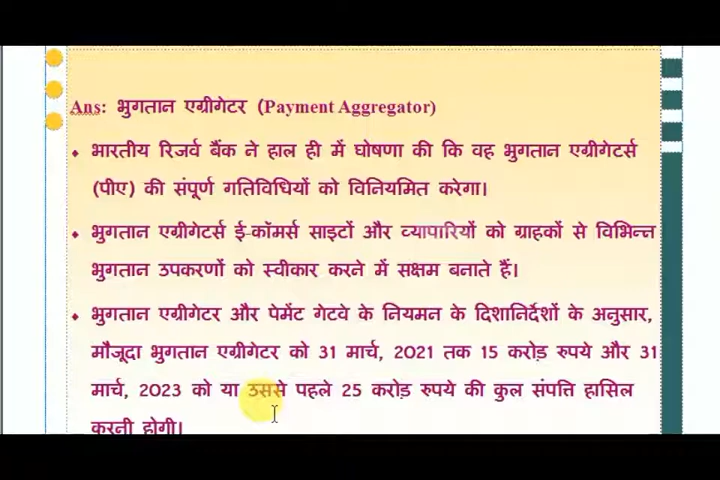 Ans: भुगतान एग्रीगेटर (Payment Aggregator)
भारतीय रिजर्व बैंक ने हाल ही में घोषणा की कि वह भुगतान एग्रीगेटर्स
(पीए) की संपूर्ण गतिविधियों को विनियमित करेगा।
भुगतान एग्रीगेटर्स ई-कॉमर्स साइटों और व्यापारियों को ग्राहकों से विभिन्न
भुगतान उपकरणों को स्वीकार करने में सक्षम बनाते हैं।
भुगतान एग्रीगेटर और पेमेंट गेटवे के नियमन के दिशानिर्देशों के अनुसार,
मौजूदा भुगतान एग्रीगेटर को 31 मार्च, 2021 तक 15 करोड़ रुपये और 31
मार्च, 2023 को या उससे पहले 25 करोड़ रुपये की कुल संपत्ति हासिल
करनी होगी।